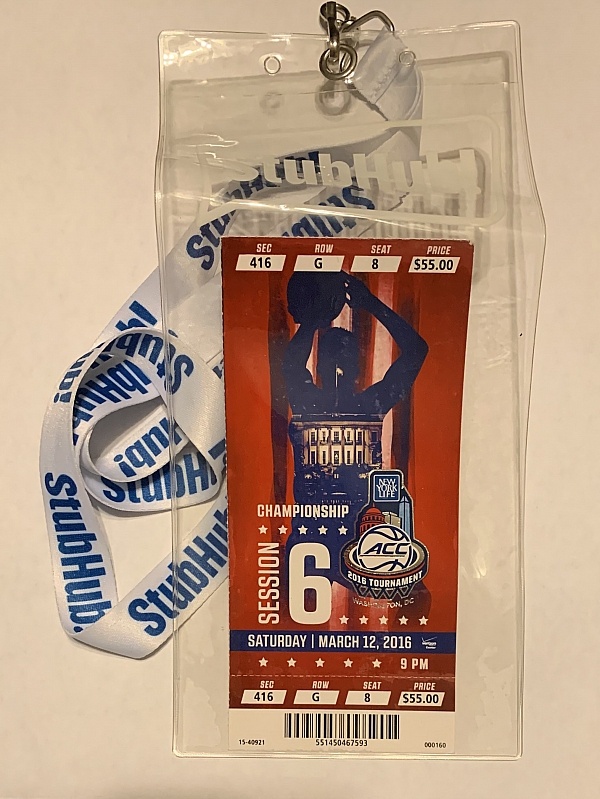 StubHub!
StubHub!
StubHub!
StubHub!
StubHub!
StubHub!
StubHub!
SEC ROW SEAT PRICE
416 G 8 $55.00
NEW
YORK
LIFE
CHAMPIONSHIP
SESSION
6
ACC
2016 TOURNAMENT
WASHINGTON, DC
SATURDAY | MARCH 12, 2016
9 PM
SEC ROW SEAT PRICE
416 G 8 $55.00
15-40921 551450467593 000160